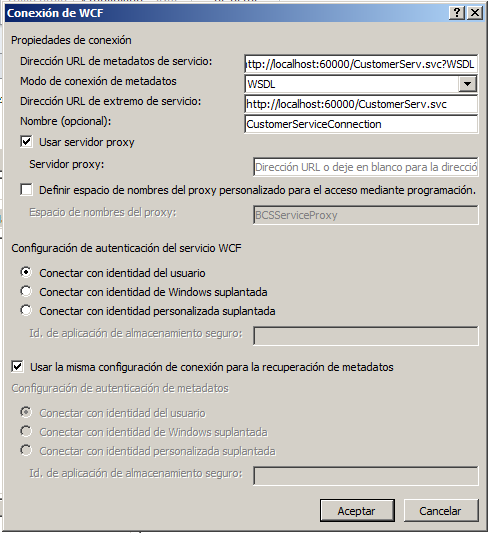 Conexión de WCF
Propiedades de conexión
Dirección URL de metadatos de servicio: ttp://localhost:60000/CustomerServ.svc?WSDL
Modo de conexión de metadatos WSDL
Dirección URL de extremo de servicio: http://localhost:60000/CustomerServ.svc
Nombre (opcional): CustomerServiceConnection
Usar servidor proxy
Servidor proxy: Dirección URL o deje en blanco para la direcció
Definir espacio de nombres del proxy personalizado para el acceso mediante programación.
Espacio de nombres del proxy: BCSServiceProxy
Configuración de autenticación del servicio WCF
Conectar con identidad del usuario
Conectar con identidad de Windows suplantada
Conectar con identidad personalizada suplantada
Id. de aplicación de almacenamiento seguro:
Usar la misma configuración de conexión para la recuperación de metadatos
Configuración de autenticación de metadatos
Conectar con identidad del usuario
Conectar con identidad de Windows suplantada
Conectar con identidad personalizada suplantada
Id. de aplicación de almacenamiento seguro:
Aceptar Cancelar